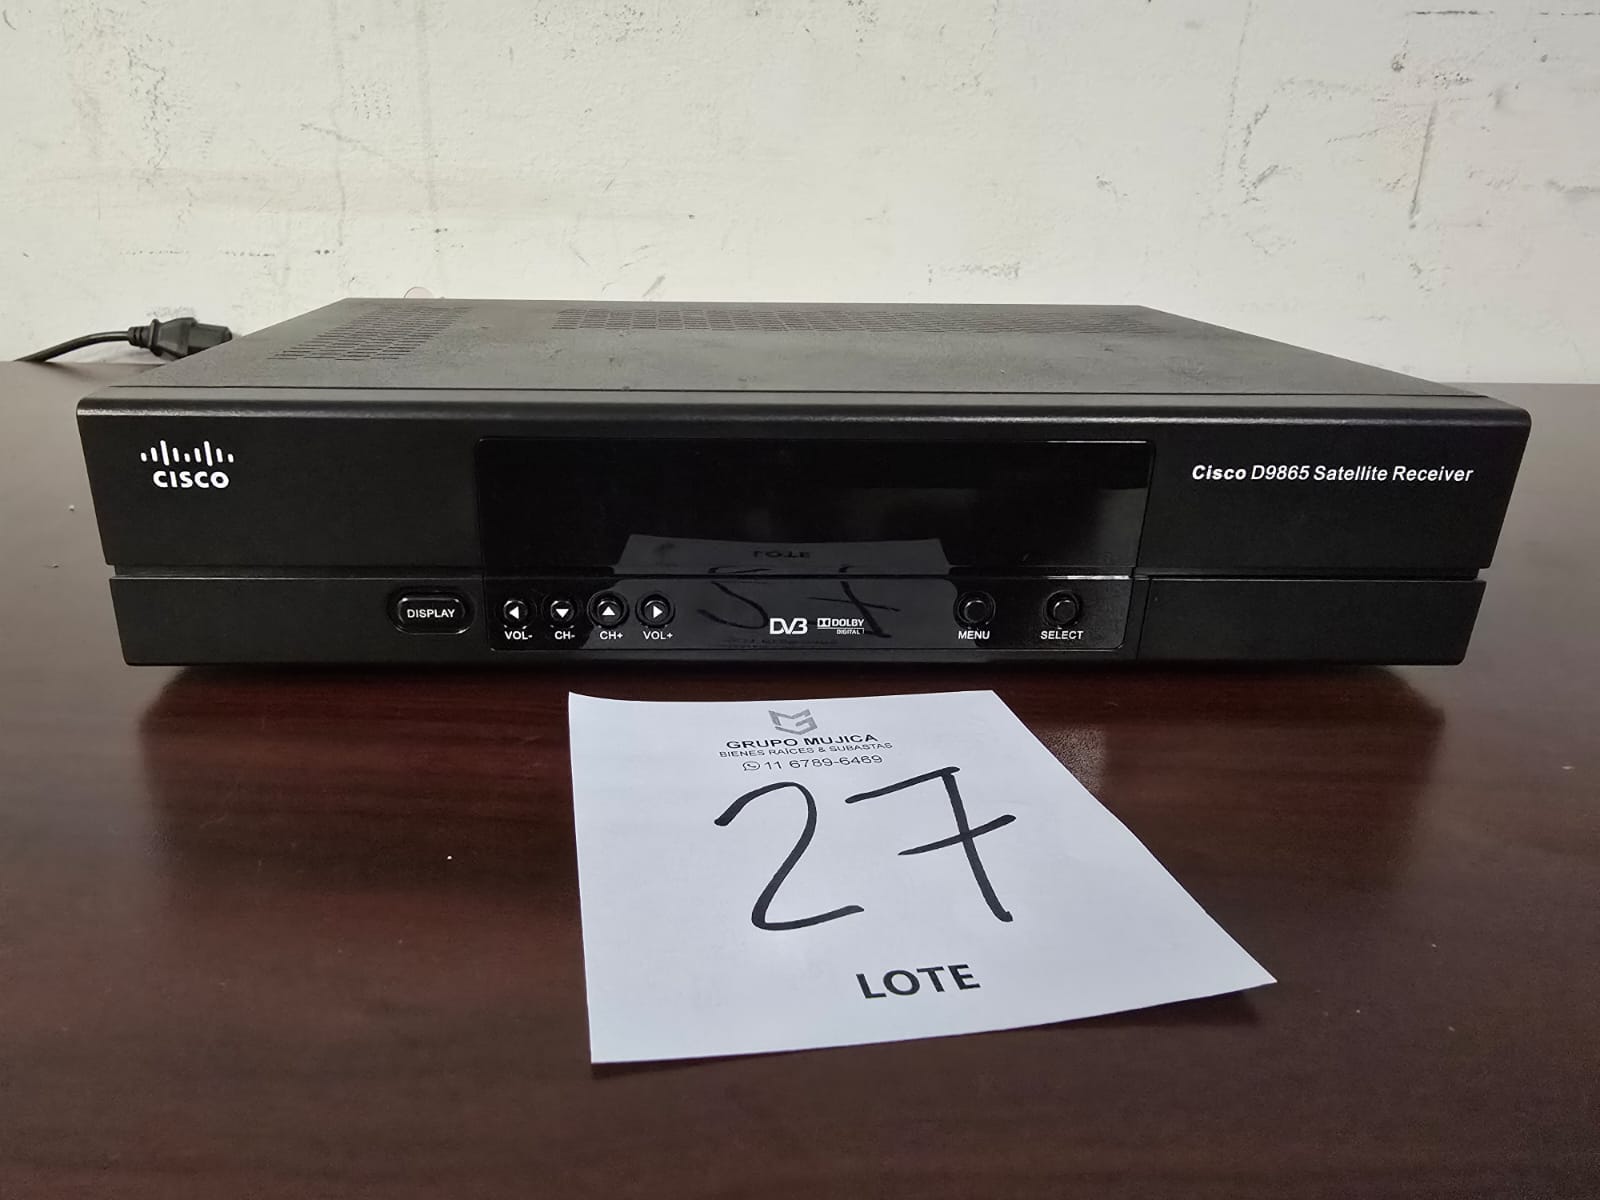 CISCO
Cisco D9865 Satellite Receiver
DISPLAY
VOL-
CH-
CH+
VOL+
DVB
DOLBY
DIGITAL
MENU
SELECT
GRUPO MUJICA
BIENES RAÍCES & SUBASTAS
11 6789-6469
27
LOTE